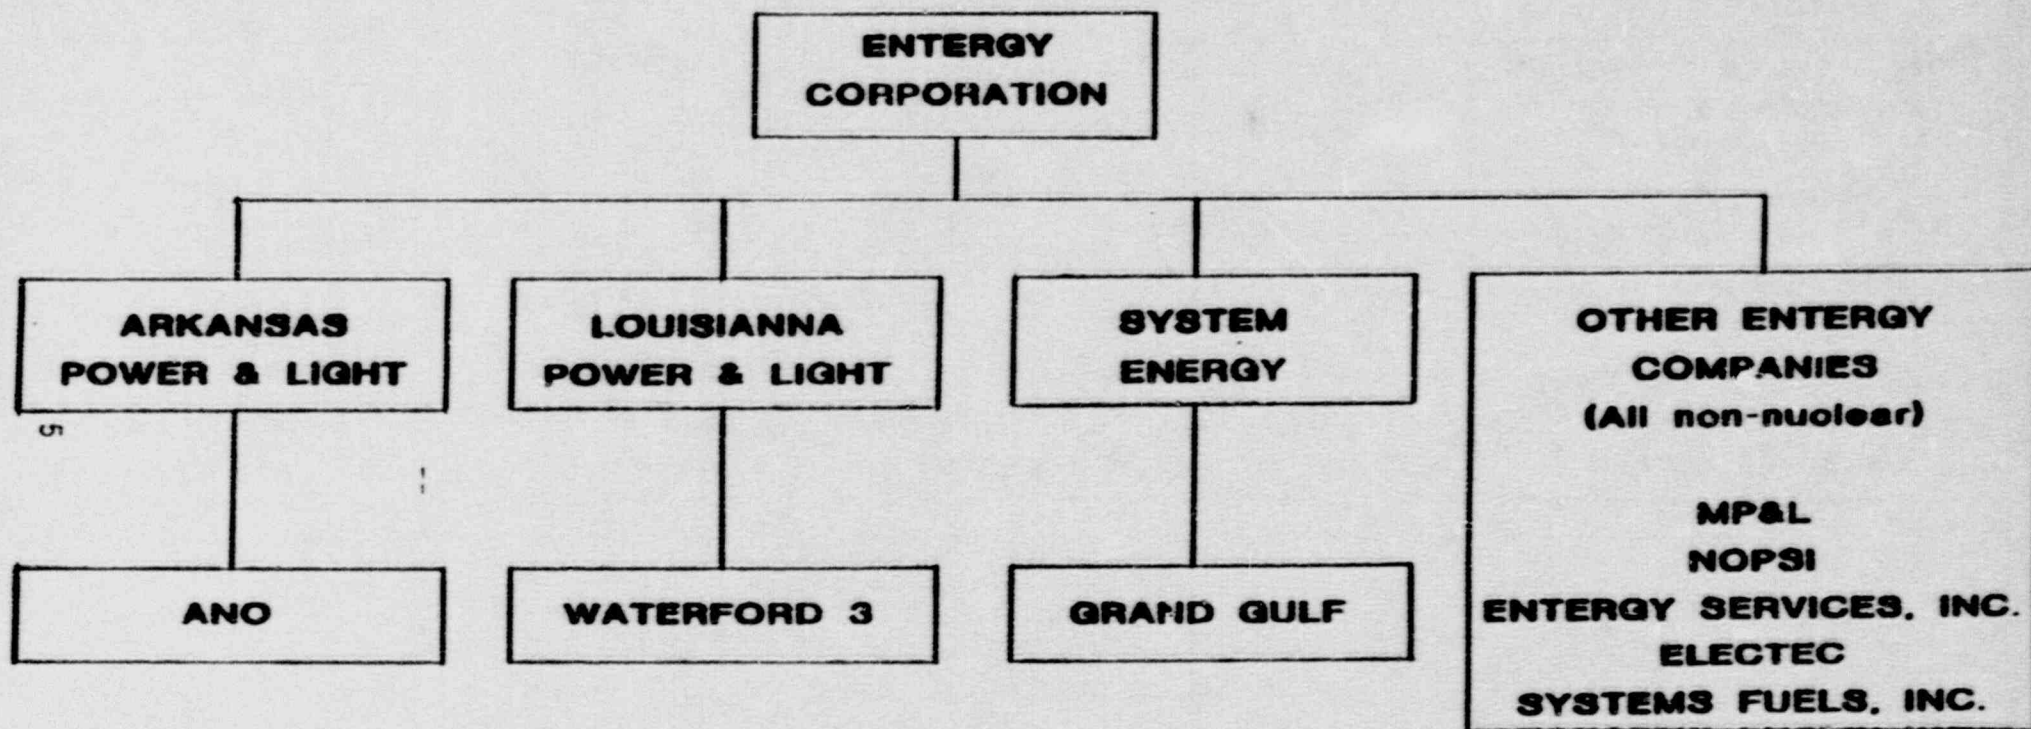 ENTERGY
CORPORATION
ARKANSAS
POWER & LIGHT
LOUISIANNA
POWER & LIGHT
SYSTEM
ENERGY
OTHER ENTERGY
COMPANIES
(All non-nuclear)
MP&L
NOPSI
ENTERGY SERVICES, INC.
ELECTEC
SYSTEMS FUELS, INC.
5
ANO
WATERFORD 3
GRAND GULF